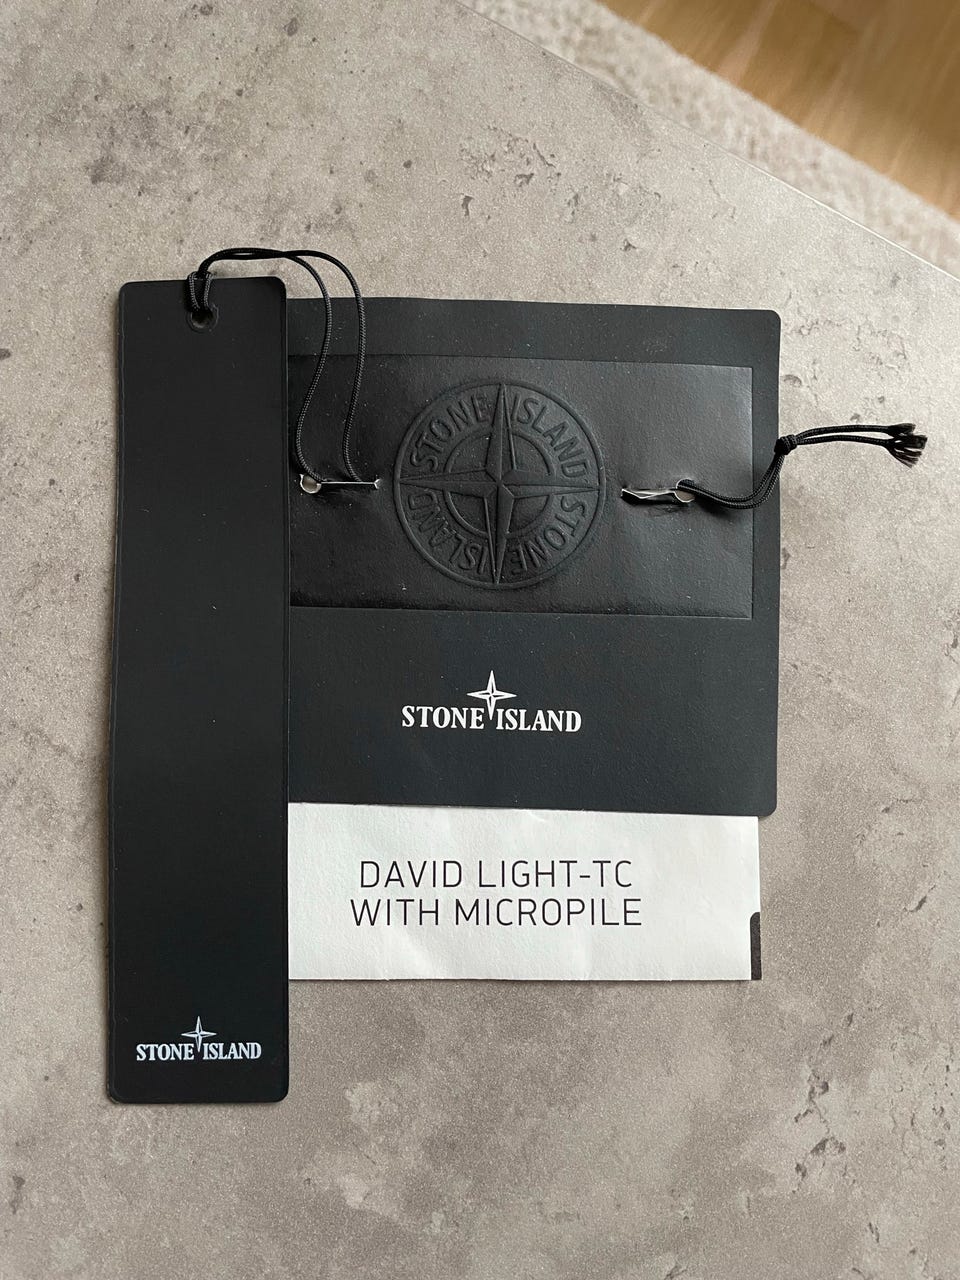 STONE ISLAND STONE ISLAND
STONE ISLAND
DAVID LIGHT-TC
WITH MICROPILE
STONE ISLAND